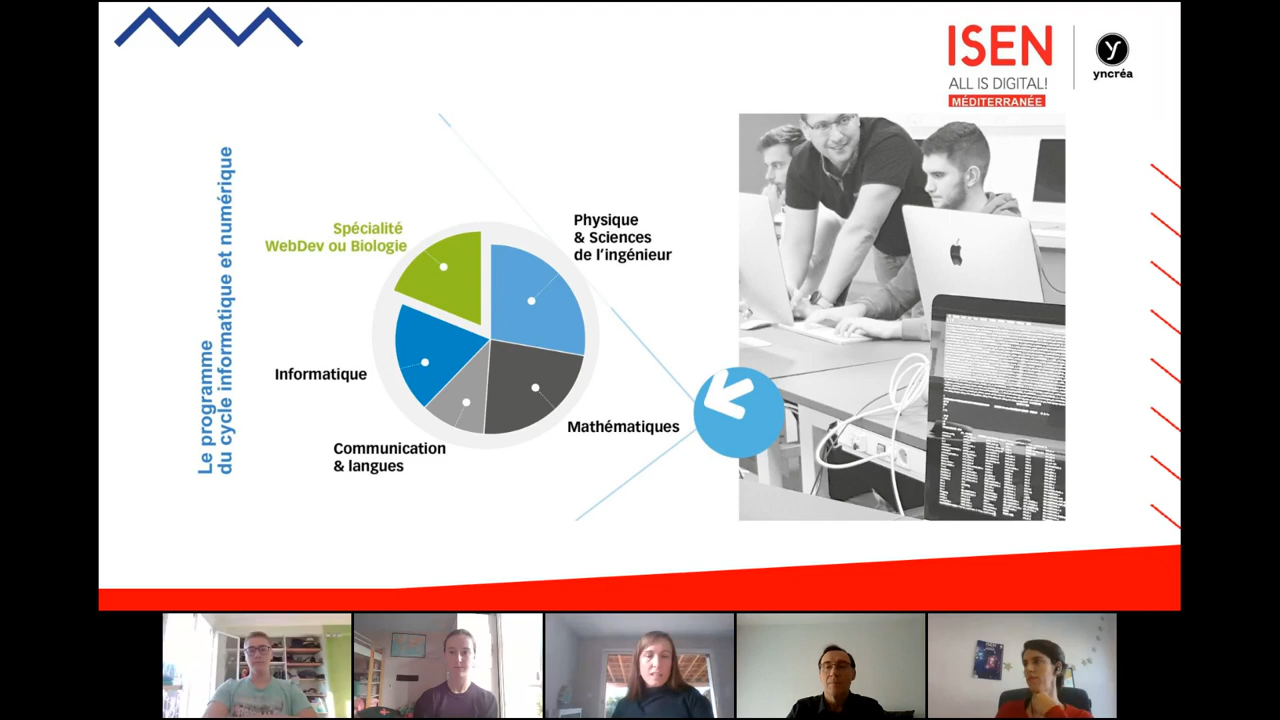 ISEN
ALL IS DIGITAL!
MÉDITERRANÉE
yncréa
Le programme
du cycle informatique et numérique
Spécialité
WebDev ou Biologie
Physique
& Sciences
de l'ingénieur
Informatique
Mathématiques
Communication
& langues